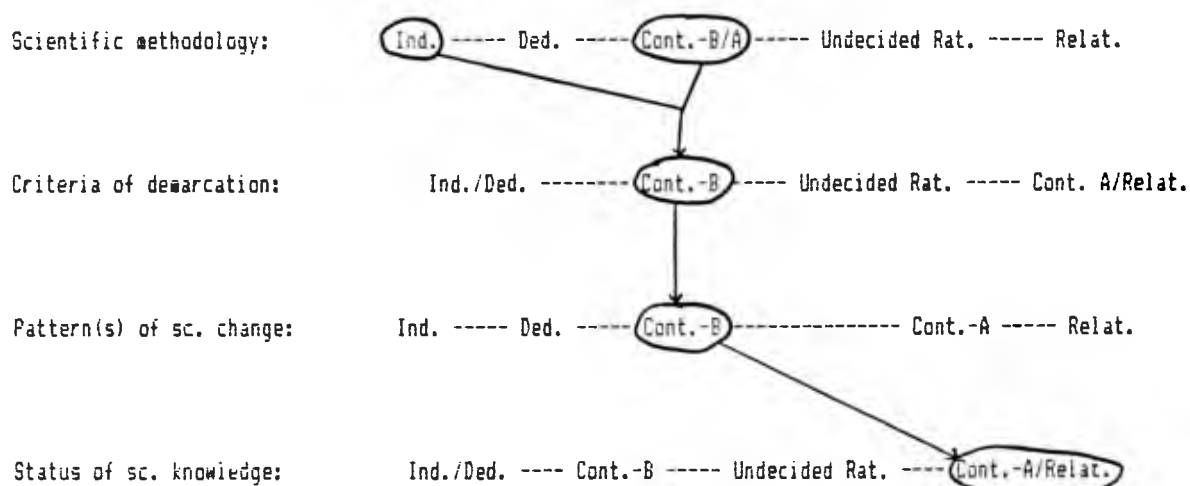 Scientific methodology: Ind. ----- Ded. ----- Cont.-B/A ----- Undecided Rat. ----- Relat.
Criteria of demarcation: Ind./Ded. -------- Cont.-B ----- Undecided Rat. ----- Cont. A/Relat.
Pattern(s) of sc. change: Ind. ----- Ded. ----- Cont.-B --------------- Cont.-A ----- Relat.
Status of sc. knowledge: Ind./Ded. ---- Cont.-B ----- Undecided Rat. ---- Cont.-A/Relat.